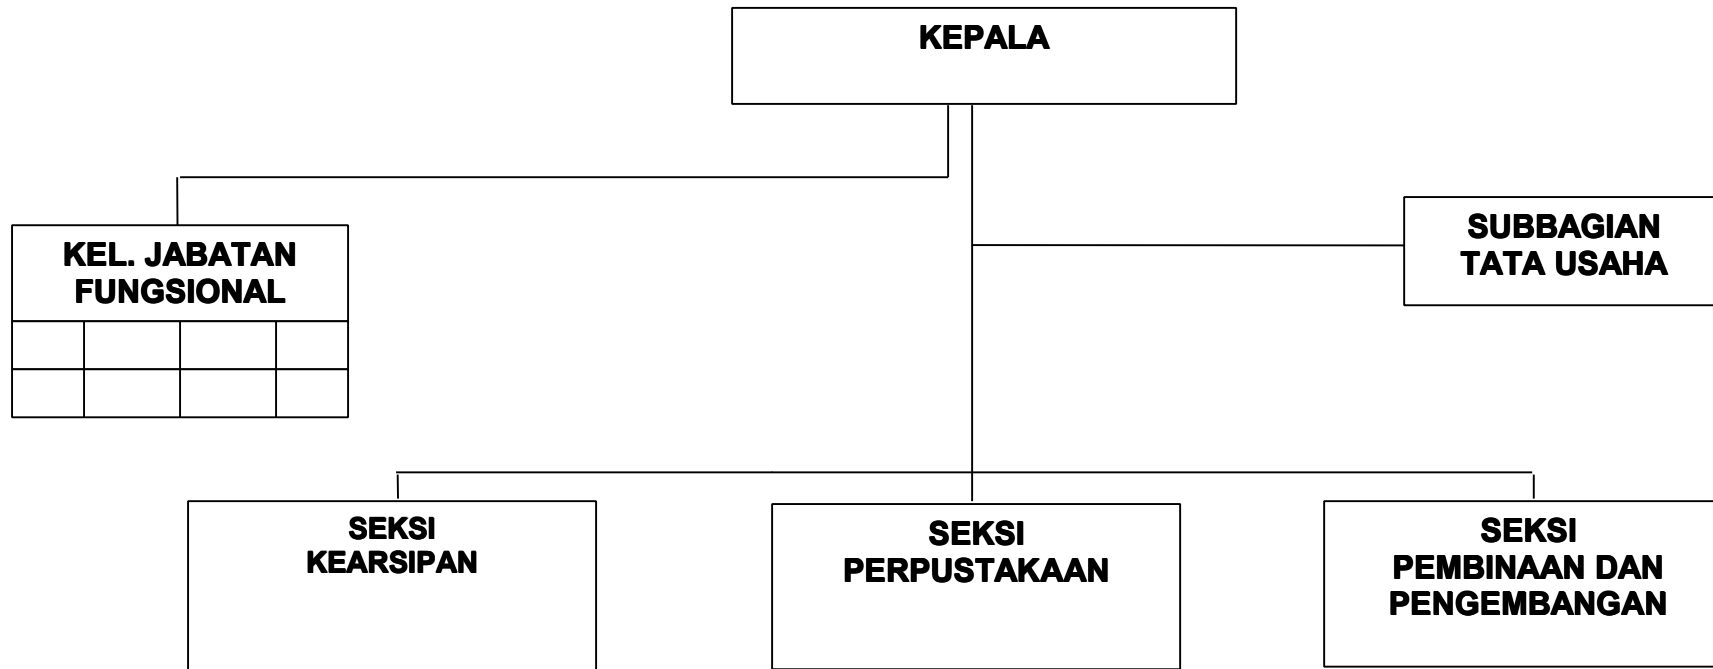 KEPALA
KEL. JABATAN
FUNGSIONAL
SUBBAGIAN
TATA USAHA
SEKSI
KEARSIPAN
SEKSI
PERPUSTAKAAN
SEKSI
PEMBINAAN DAN
PENGEMBANGAN